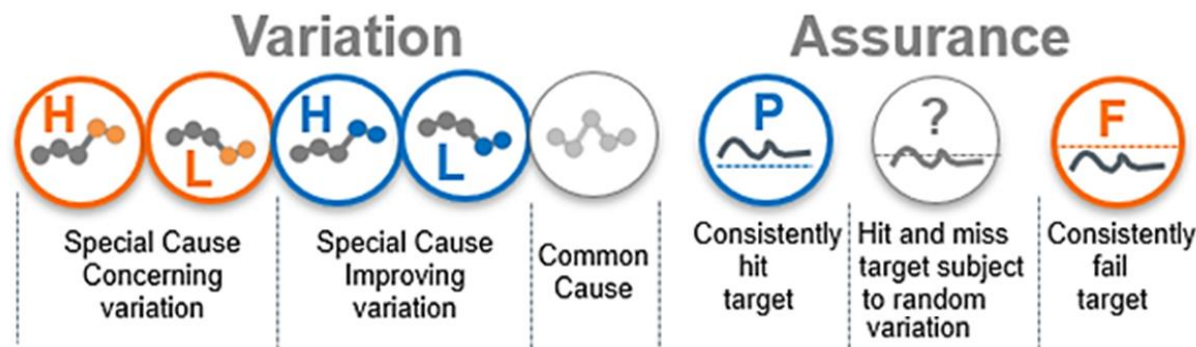 Variation
Assurance
H
L
H
L
P
?
F
Special Cause
Concerning
variation
Special Cause
Improving
variation
Common
Cause
Consistently
hit
target
Hit and miss
target subject
to random
variation
Consistently
fail
target